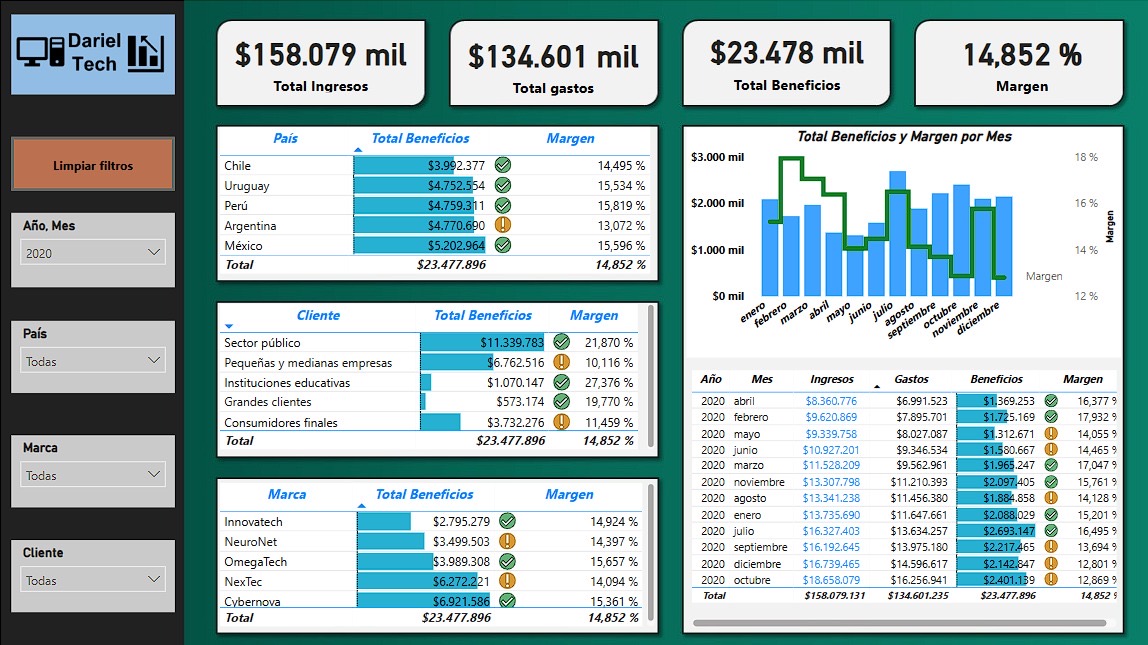 Dariel
Tech
$158.079 mil
Total Ingresos
$134.601 mil
Total gastos
$23.478 mil
Total Beneficios
14,852 %
Margen
Limpiar filtros
Año, Mes
2020
País
Todas
Marca
Todas
Cliente
Todas
País Total Beneficios Margen
Chile $3.992.377 14,495 %
Uruguay $4.752.554 15,534 %
Perú $4.759.311 15,819 %
Argentina $4.770.690 13,072 %
México $5.202.964 15,596 %
Total $23.477.896 14,852 %
Cliente Total Beneficios Margen
Sector público $11.339.783 21,870 %
Pequeñas y medianas empresas $6.762.516 10,116 %
Instituciones educativas $1.070.147 27,376 %
Grandes clientes $573.174 19,770 %
Consumidores finales $3.732.276 11,459 %
Total $23.477.896 14,852 %
Marca Total Beneficios Margen
Innovatech $2.795.279 14,924 %
NeuroNet $3.499.503 14,397 %
OmegaTech $3.989.308 15,657 %
NexTec $6.272.221 14,094 %
Cybernova $6.921.586 15,361 %
Total $23.477.896 14,852 %
Total Beneficios y Margen por Mes
$3.000 mil 18 %
$2.000 mil 16 %
$1.000 mil 14 %
$0 mil 12 %
Margen
Margen
enero febrero marzo abril mayo junio julio agosto septiembre octubre noviembre diciembre
Año Mes Ingresos Gastos Beneficios Margen
2020 abril $8.360.776 $6.991.523 $1.369.253 16,377 %
2020 febrero $9.620.869 $7.895.701 $1.725.169 17,932 %
2020 mayo $9.339.758 $8.027.087 $1.312.671 14,055 %
2020 junio $10.927.201 $9.346.534 $1.580.667 14,465 %
2020 marzo $11.528.209 $9.562.961 $1.965.247 17,047 %
2020 noviembre $13.307.798 $11.210.393 $2.097.405 15,761 %
2020 agosto $13.341.238 $11.456.380 $1.884.858 14,128 %
2020 enero $13.735.690 $11.647.661 $2.088.029 15,201 %
2020 julio $16.327.403 $13.634.257 $2.693.147 16,495 %
2020 septiembre $16.192.645 $13.975.180 $2.217.465 13,694 %
2020 diciembre $16.739.465 $14.596.617 $2.142.847 12,801 %
2020 octubre $18.658.079 $16.256.941 $2.401.139 12,869 %
Total $158.079.131 $134.601.235 $23.477.896 14,852 %